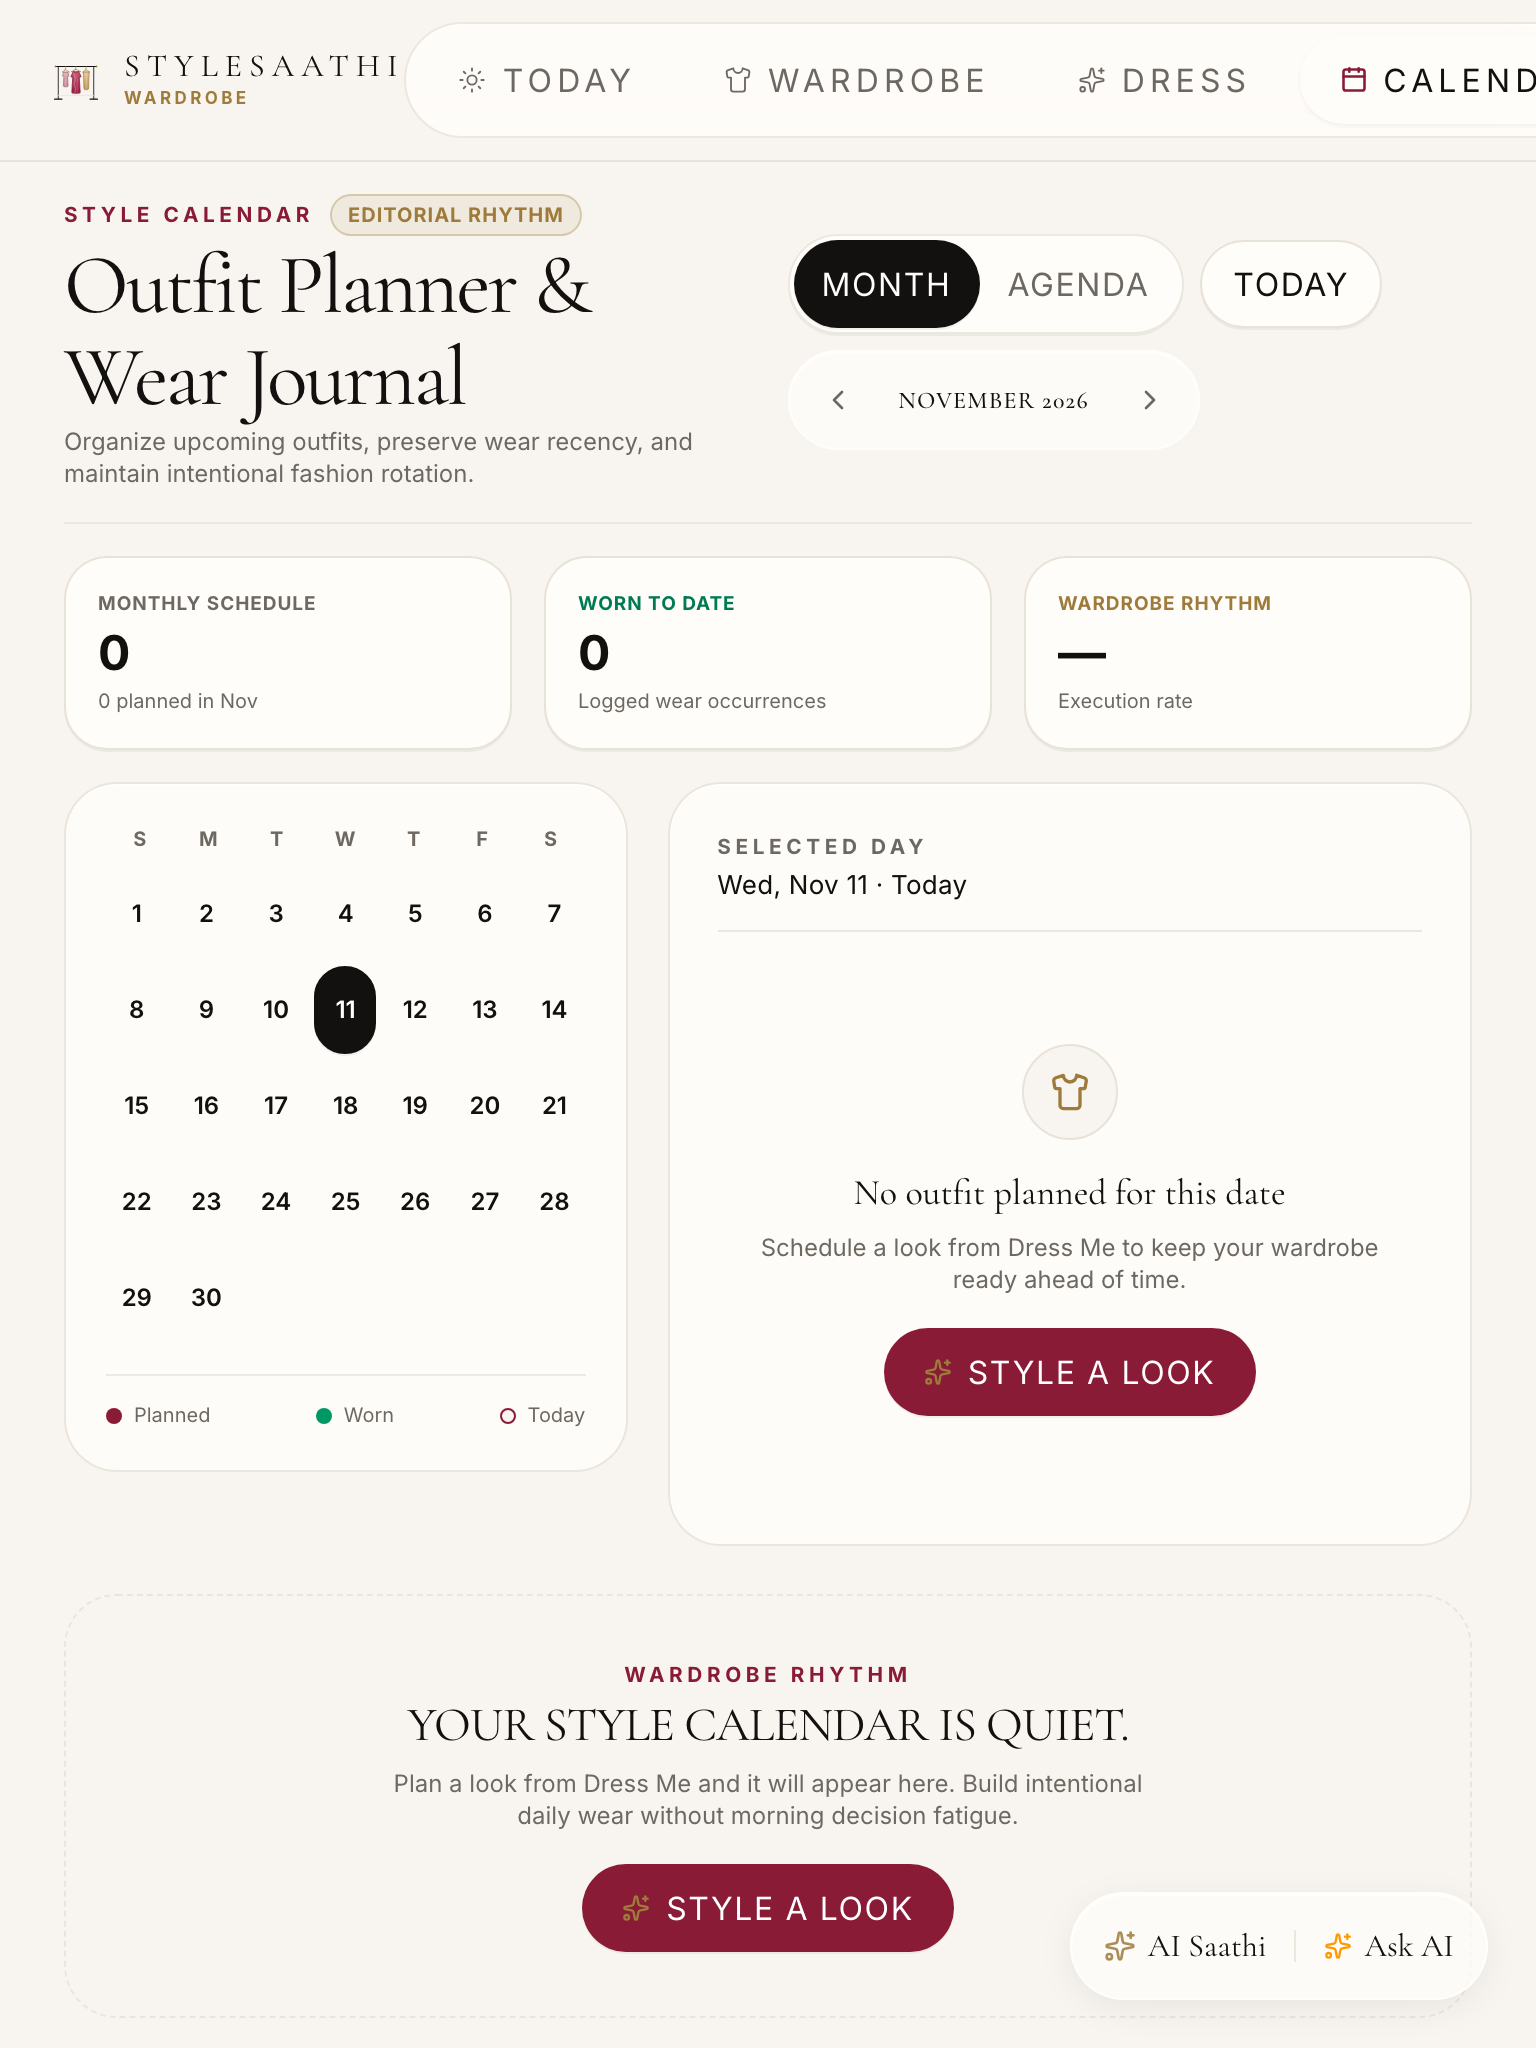 STYLESAATHI
WARDROBE
TODAY
WARDROBE
DRESS
CALEND
STYLE CALENDAR
EDITORIAL RHYTHM
Outfit Planner &
Wear Journal
Organize upcoming outfits, preserve wear recency, and
maintain intentional fashion rotation.
MONTH
AGENDA
TODAY
NOVEMBER 2026
MONTHLY SCHEDULE
0
0 planned in Nov
WORN TO DATE
0
Logged wear occurrences
WARDROBE RHYTHM
—
Execution rate
S M T W T F S
1 2 3 4 5 6 7
8 9 10 11 12 13 14
15 16 17 18 19 20 21
22 23 24 25 26 27 28
29 30
Planned
Worn
Today
SELECTED DAY
Wed, Nov 11 · Today
No outfit planned for this date
Schedule a look from Dress Me to keep your wardrobe
ready ahead of time.
STYLE A LOOK
WARDROBE RHYTHM
YOUR STYLE CALENDAR IS QUIET.
Plan a look from Dress Me and it will appear here. Build intentional
daily wear without morning decision fatigue.
STYLE A LOOK
AI Saathi
Ask AI